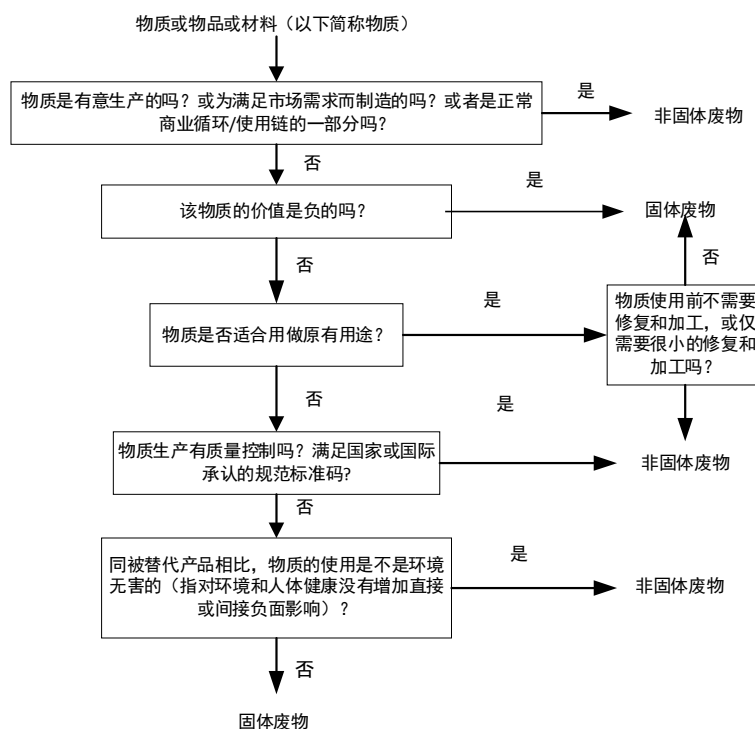 物质或物品或材料（以下简称物质）
物质是有意生产的吗？或为满足市场需求而制造的吗？或者是正常
商业循环/使用链的一部分吗？
是
非固体废物
否
该物质的价值是负的吗？
是
固体废物
否
否
物质是否适合用做原有用途？
是
物质使用前不需要
修复和加工，或仅
需要很小的修复和
加工吗？
否
物质生产有质量控制吗？满足国家或国际
承认的规范标准码?
是
非固体废物
否
同被替代产品相比，物质的使用是不是环境
无害的（指对环境和人体健康没有增加直接
或间接负面影响）？
是
非固体废物
否
固体废物